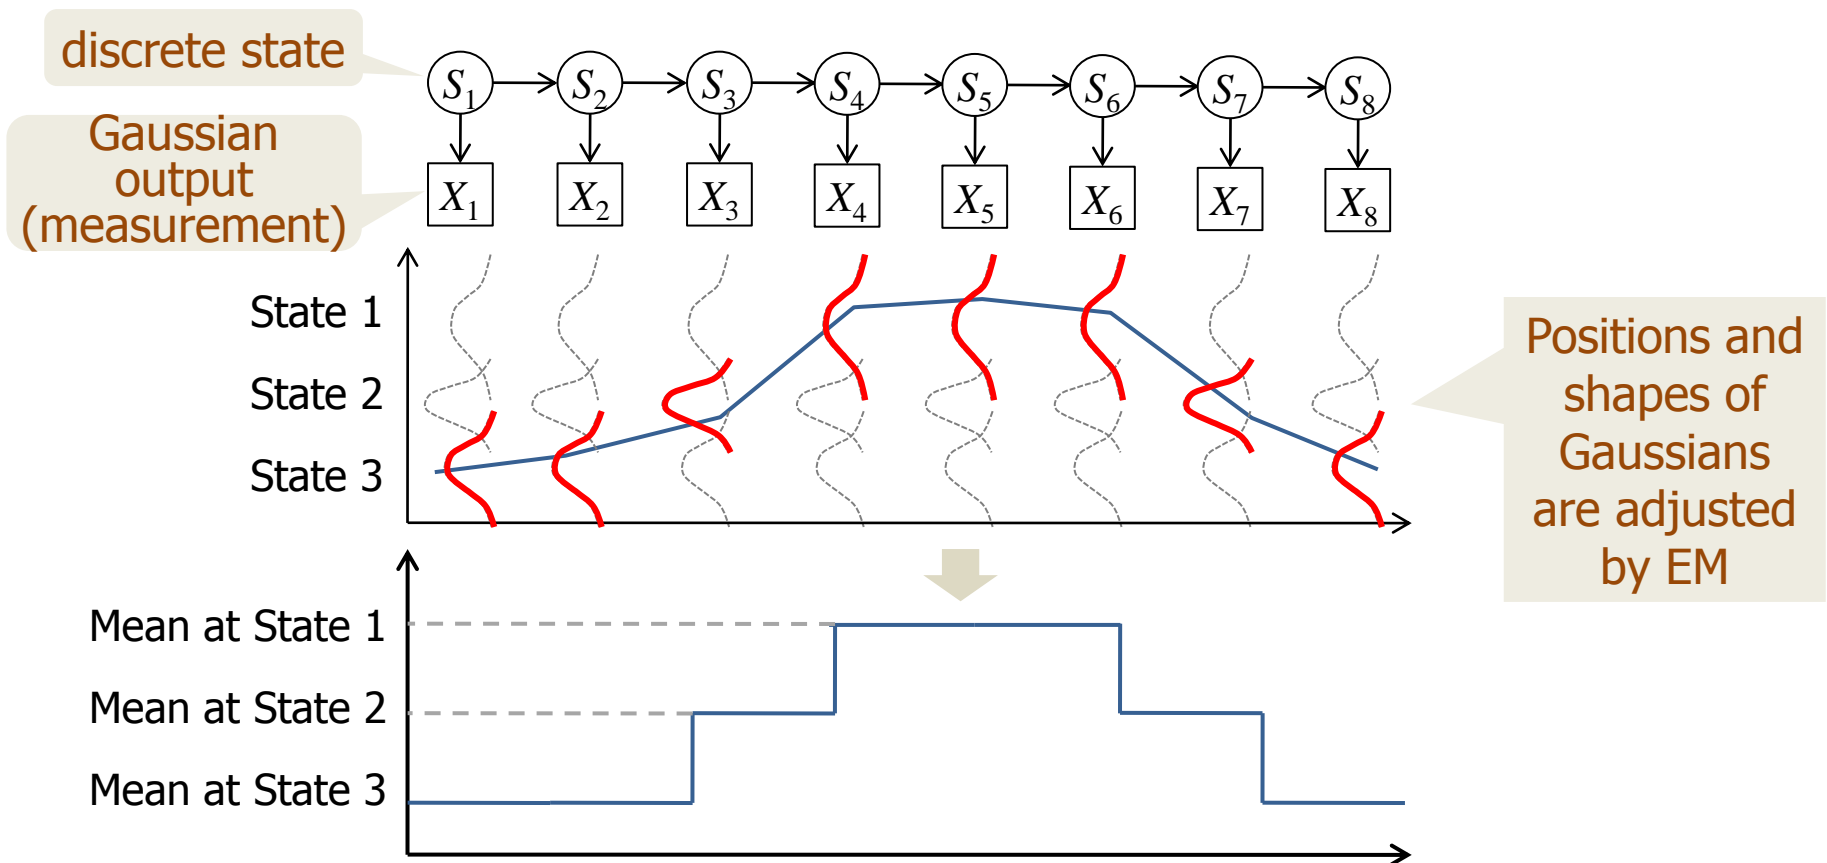 discrete state
S1 S2 S3 S4 S5 S6 S7 S8
Gaussian
output
(measurement)
X1 X2 X3 X4 X5 X6 X7 X8
State 1
State 2
State 3
Positions and
shapes of
Gaussians
are adjusted
by EM
Mean at State 1
Mean at State 2
Mean at State 3